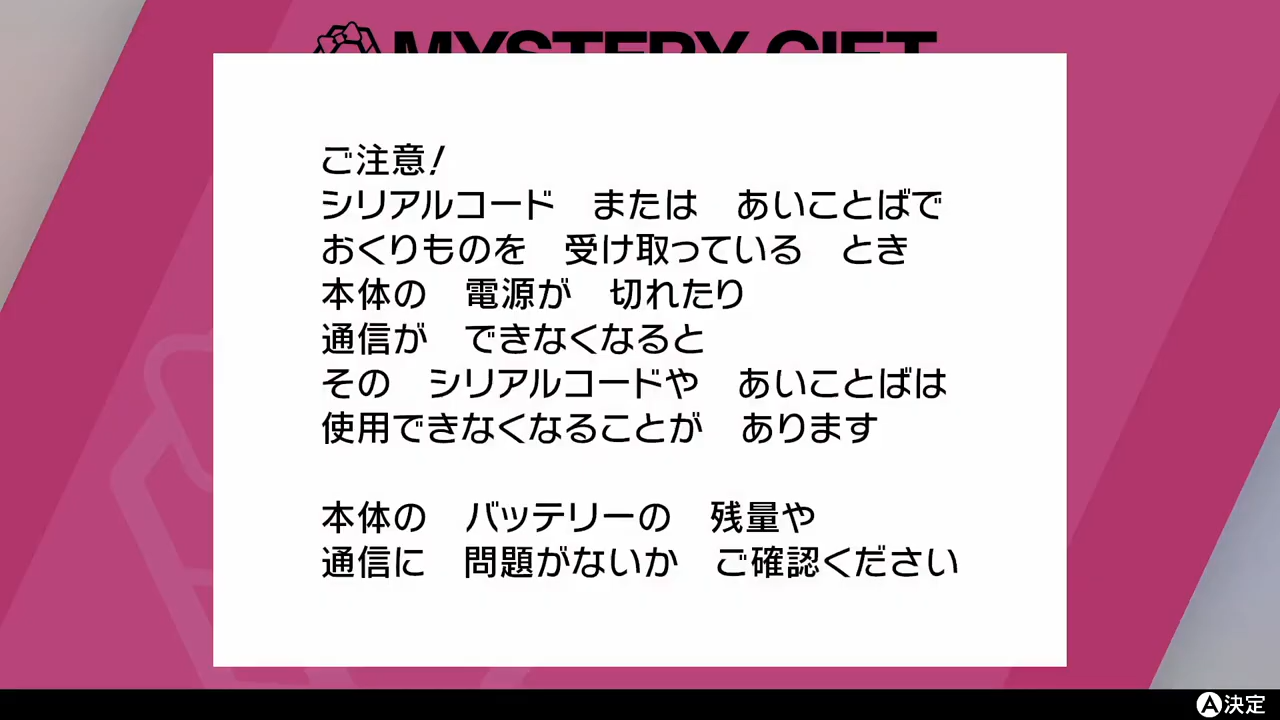 MYSTERY GIFT
ご注意!
シリアルコード　または　あいことばで
おくりものを　受け取っている　とき
本体の　電源が　切れたり
通信が　できなくなると
その　シリアルコードや　あいことばは
使用できなくなることが　あります
本体の　バッテリーの　残量や
通信に　問題がないか　ご確認ください
A決定